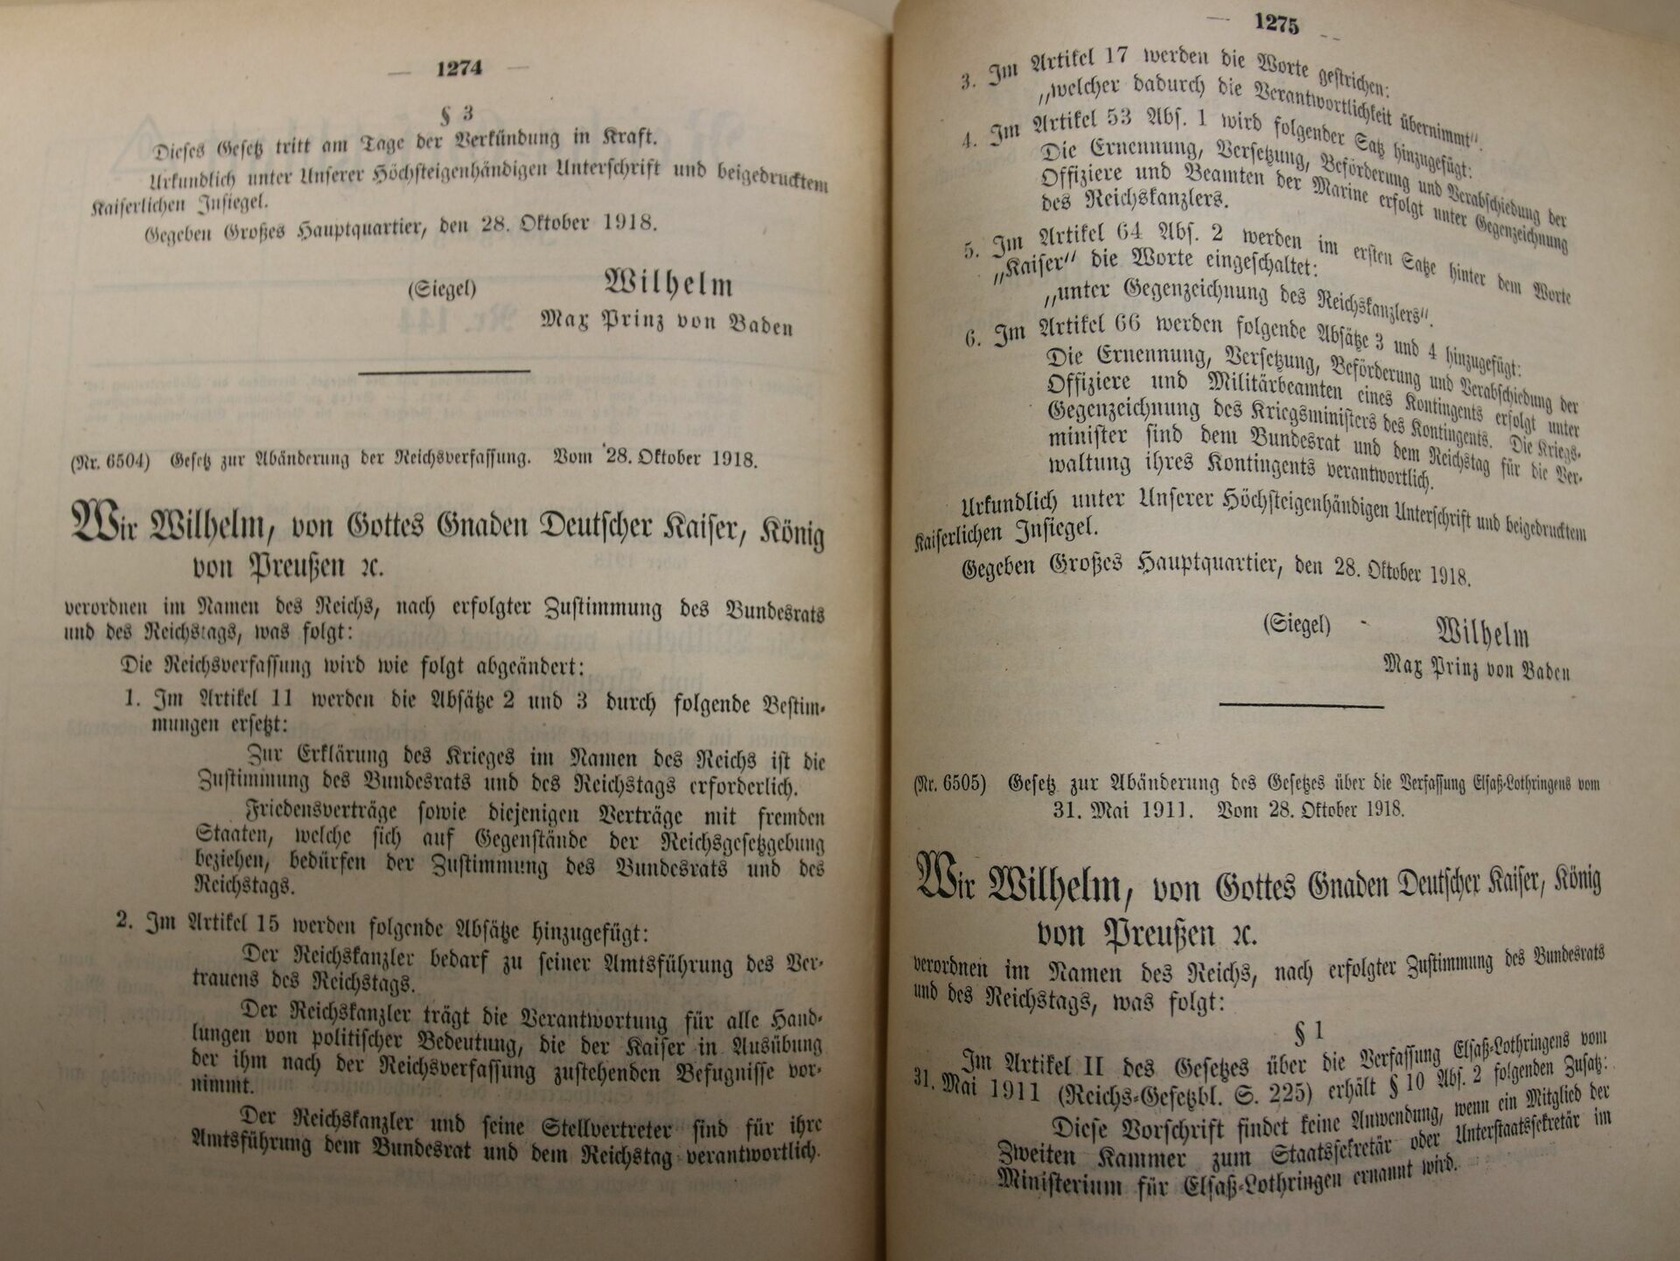 — 1274 —
§ 3
Dieses Gesetz tritt am Tage der Verkündung in Kraft.
Urkundlich unter Unserer Höchsteigenhändigen Unterschrift und beigedrucktem
Kaiserlichen Insiegel.
Gegeben Großes Hauptquartier, den 28. Oktober 1918.
(Siegel) Wilhelm
Max Prinz von Baden
(Nr. 6504) Gesetz zur Abänderung der Reichsverfassung. Vom 28. Oktober 1918.
Wir Wilhelm, von Gottes Gnaden Deutscher Kaiser, König
von Preußen ꝛc.
verordnen im Namen des Reichs, nach erfolgter Zustimmung des Bundesrats
und des Reichstags, was folgt:
Die Reichsverfassung wird wie folgt abgeändert:
1. Im Artikel 11 werden die Absätze 2 und 3 durch folgende Bestim-
mungen ersetzt:
Zur Erklärung des Krieges im Namen des Reichs ist die
Zustimmung des Bundesrats und des Reichstags erforderlich.
Friedensverträge sowie diejenigen Verträge mit fremden
Staaten, welche sich auf Gegenstände der Reichsgesetzgebung
beziehen, bedürfen der Zustimmung des Bundesrats und des
Reichstags.
2. Im Artikel 15 werden folgende Absätze hinzugefügt:
Der Reichskanzler bedarf zu seiner Amtsführung des Ver-
trauens des Reichstags.
Der Reichskanzler trägt die Verantwortung für alle Hand-
lungen von politischer Bedeutung, die der Kaiser in Ausübung
der ihm nach der Reichsverfassung zustehenden Befugnisse vor-
nimmt.
Der Reichskanzler und seine Stellvertreter sind für ihre
Amtsführung dem Bundesrat und dem Reichstag verantwortlich.
— 1275 —
3. Im Artikel 17 werden die Worte gestrichen:
„welcher dadurch die Verantwortlichkeit übernimmt“.
4. Im Artikel 53 Abs. 1 wird folgender Satz hinzugefügt:
Die Ernennung, Versetzung, Beförderung und Verabschiedung der
Offiziere und Beamten der Marine erfolgt unter Gegenzeichnung
des Reichskanzlers.
5. Im Artikel 64 Abs. 2 werden im ersten Satze hinter dem Worte
„Kaiser“ die Worte eingeschaltet:
„unter Gegenzeichnung des Reichskanzlers“.
6. Im Artikel 66 werden folgende Absätze 3 und 4 hinzugefügt:
Die Ernennung, Versetzung, Beförderung und Verabschiedung der
Offiziere und Militärbeamten eines Kontingents erfolgt unter
Gegenzeichnung des Kriegsministers des Kontingents. Die Kriegs-
minister sind dem Bundesrat und dem Reichstag für die Ver-
waltung ihres Kontingents verantwortlich.
Urkundlich unter Unserer Höchsteigenhändigen Unterschrift und beigedrucktem
Kaiserlichen Insiegel.
Gegeben Großes Hauptquartier, den 28. Oktober 1918.
(Siegel) Wilhelm
Max Prinz von Baden
(Nr. 6505) Gesetz zur Abänderung des Gesetzes über die Verfassung Elsaß-Lothringens vom
31. Mai 1911. Vom 28. Oktober 1918.
Wir Wilhelm, von Gottes Gnaden Deutscher Kaiser, König
von Preußen ꝛc.
verordnen im Namen des Reichs, nach erfolgter Zustimmung des Bundesrats
und des Reichstags, was folgt:
§ 1
Im Artikel II des Gesetzes über die Verfassung Elsaß-Lothringens vom
31. Mai 1911 (Reichs-Gesetzbl. S. 225) erhält § 10 Abs. 2 folgenden Zusatz:
Diese Vorschrift findet keine Anwendung, wenn ein Mitglied der
Zweiten Kammer zum Staatssekretär oder Unterstaatssekretär im
Ministerium für Elsaß-Lothringen ernannt wird.